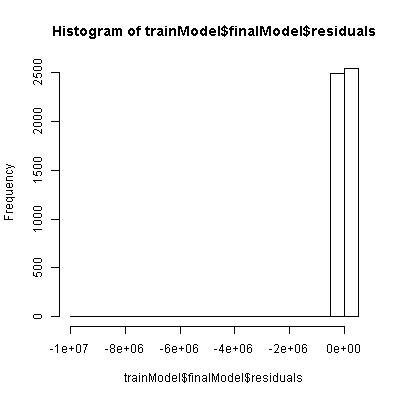 Histogram of trainModel$finalModel$residuals
Frequency
2500
2000
1500
1000
500
0
-1e+07 -8e+06 -6e+06 -4e+06 -2e+06 0e+00
trainModel$finalModel$residuals